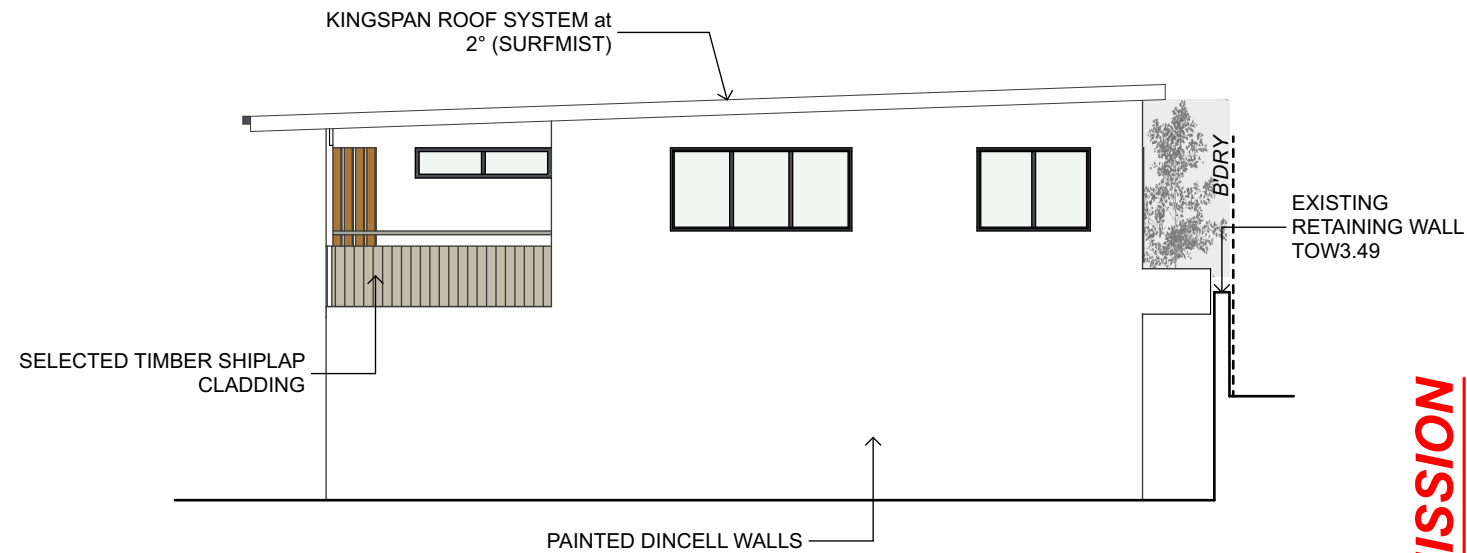 KINGSPAN ROOF SYSTEM at
2° (SURFMIST)
B'DRY
EXISTING
RETAINING WALL
TOW3.49
SELECTED TIMBER SHIPLAP
CLADDING
PAINTED DINCELL WALLS